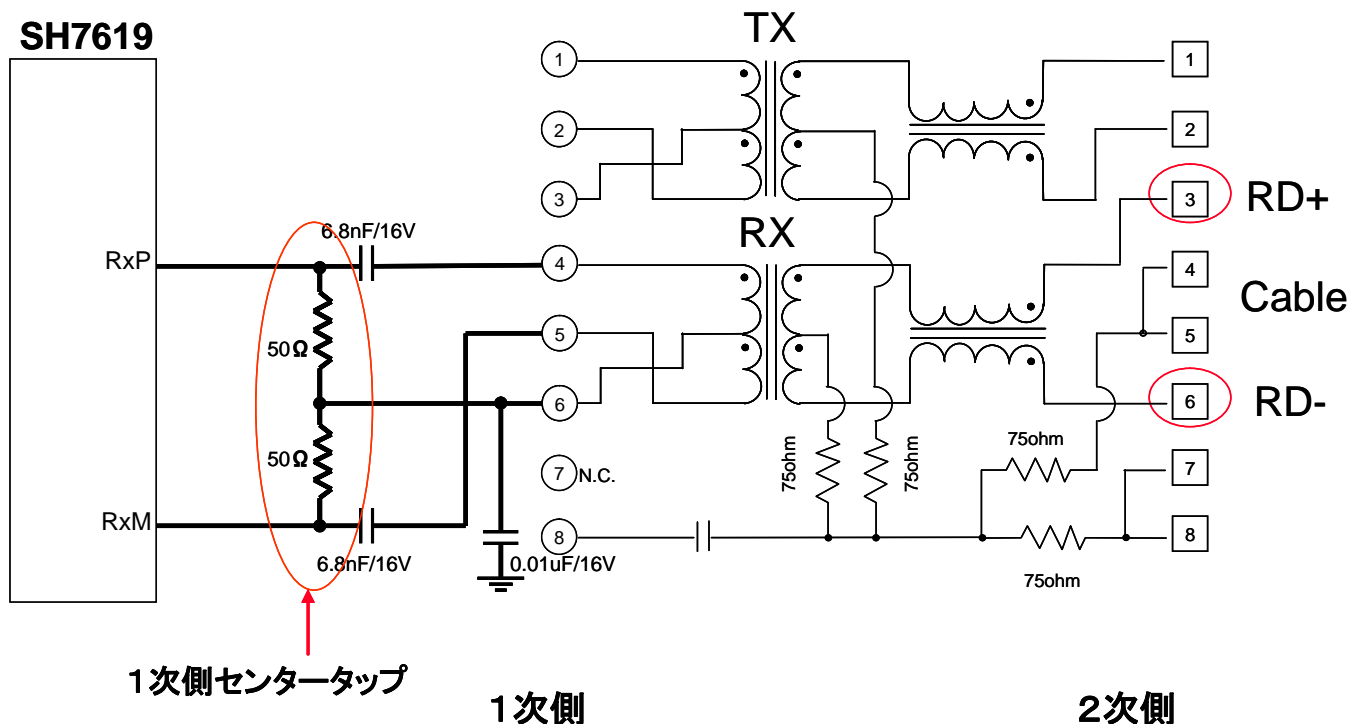 SH7619
TX
1
1
2
2
3
3
RD+
6.8nF/16V
RX
RxP
4
4
Cable
50Ω
5
5
6
6
RD-
50Ω
75ohm
75ohm
75ohm
7 N.C.
7
RxM
8
8
6.8nF/16V
0.01uF/16V
75ohm
1次側センタータップ
1次側
2次側